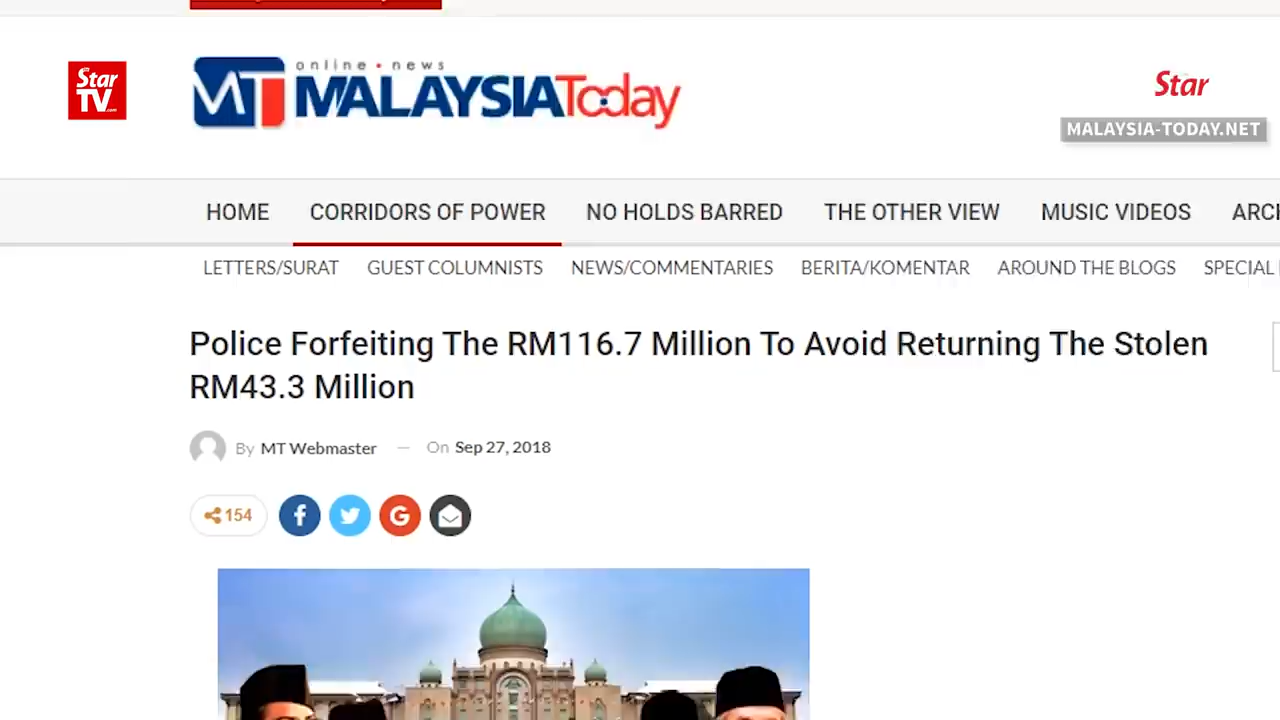 Star
TV.com
online • news
MT MALAYSIAToday
Star
MALAYSIA-TODAY.NET
HOME CORRIDORS OF POWER NO HOLDS BARRED THE OTHER VIEW MUSIC VIDEOS
LETTERS/SURAT GUEST COLUMNISTS NEWS/COMMENTARIES BERITA/KOMENTAR AROUND THE BLOGS SPECIAL
Police Forfeiting The RM116.7 Million To Avoid Returning The Stolen
RM43.3 Million
By MT Webmaster — On Sep 27, 2018
154